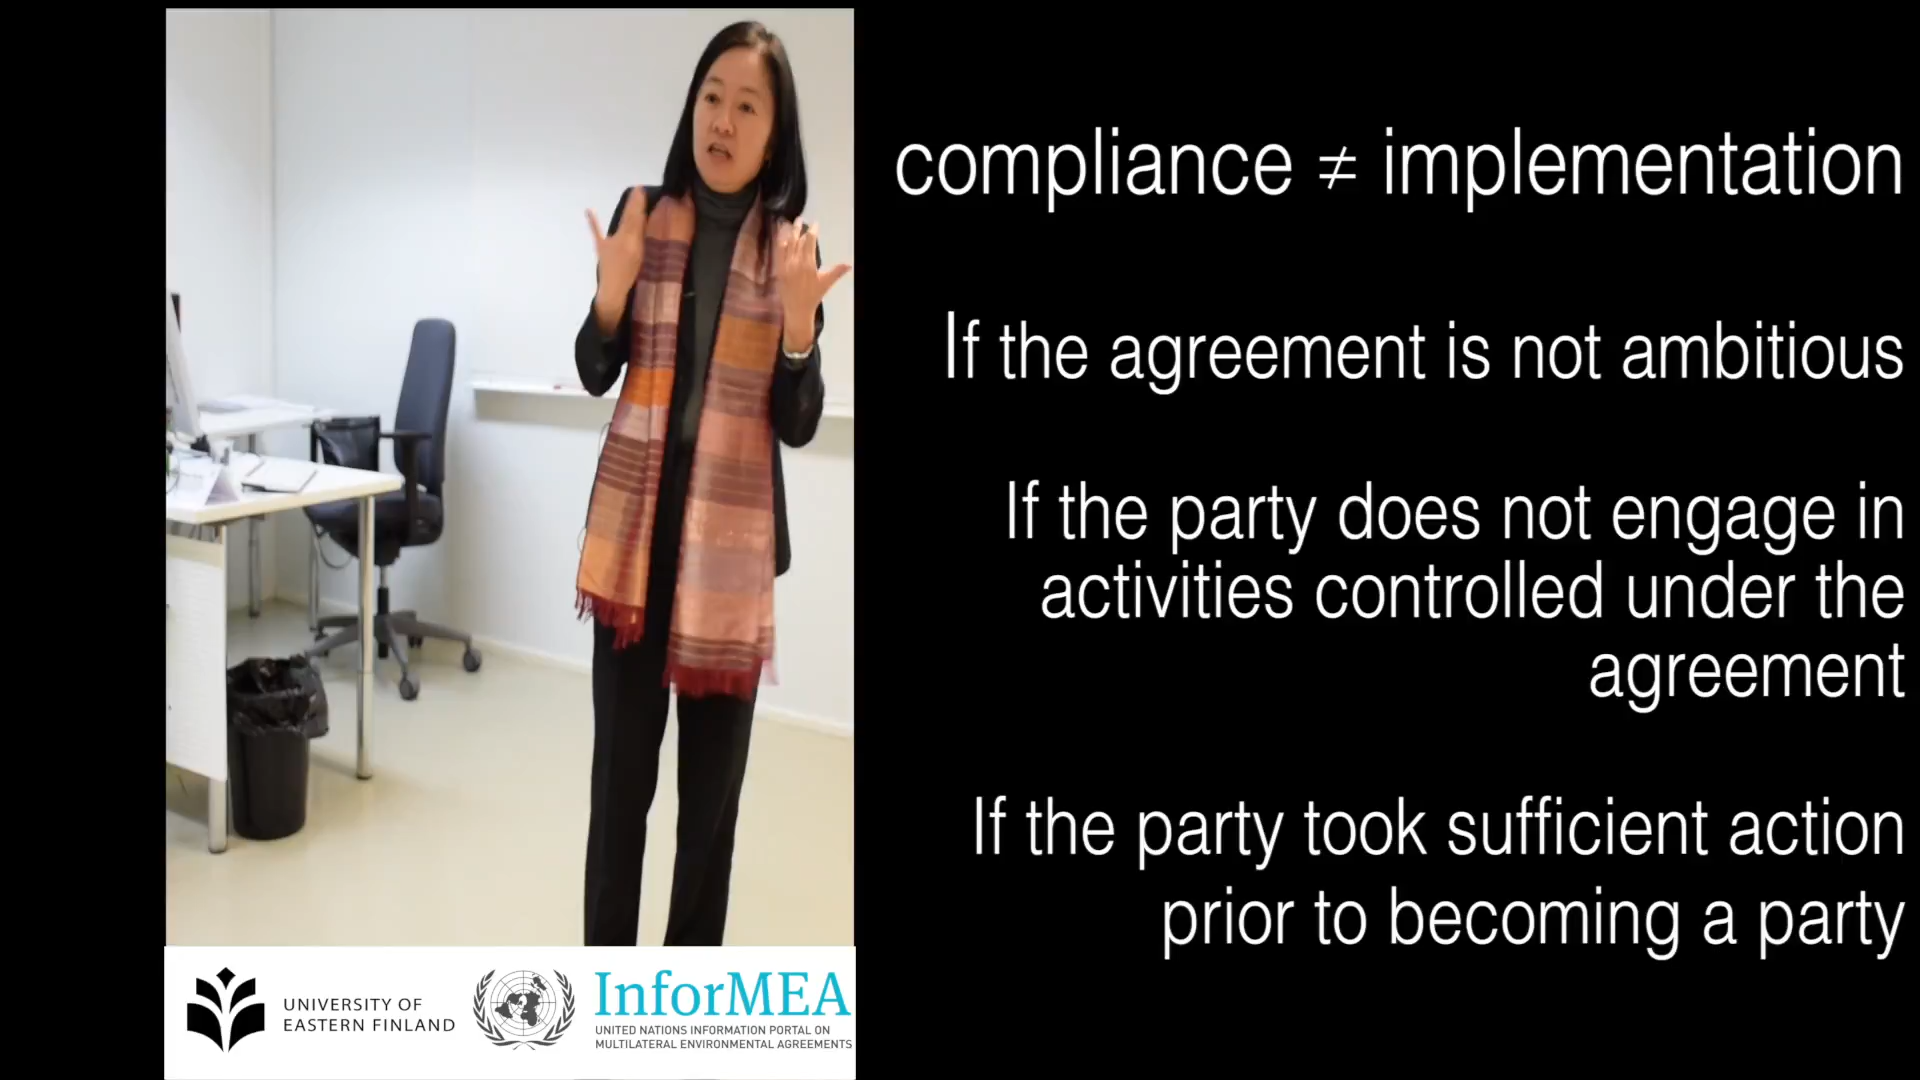 compliance ≠ implementation
If the agreement is not ambitious
If the party does not engage in
activities controlled under the
agreement
If the party took sufficient action
prior to becoming a party
UNIVERSITY OF
EASTERN FINLAND
InforMEA
UNITED NATIONS INFORMATION PORTAL ON
MULTILATERAL ENVIRONMENTAL AGREEMENTS